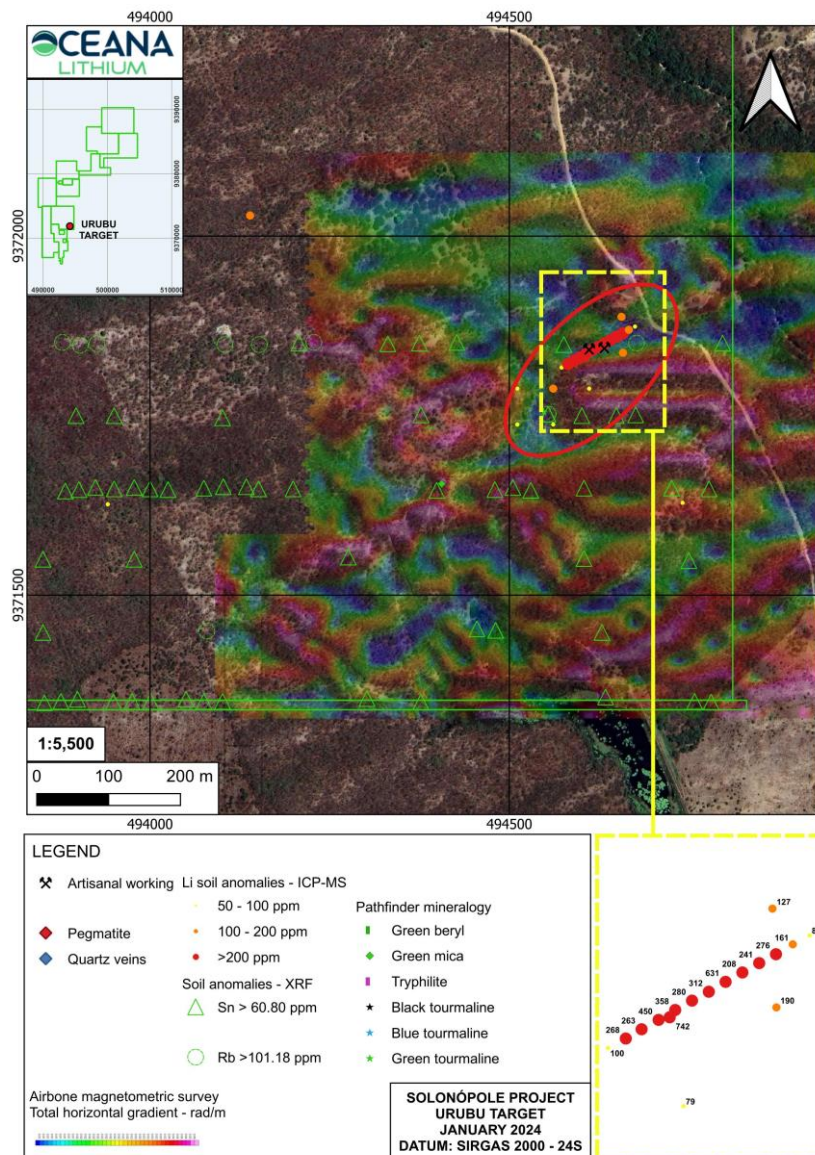 494000
494500
OCEANA
LITHIUM
9390000
9380000
9370000
URUBU
TARGET
490000
500000
510000
9372000
9371500
1:5,500
0
100
200 m
494000
494500
LEGEND
Artisanal working
Pegmatite
Quartz veins
Li soil anomalies - ICP-MS
50 - 100 ppm
100 - 200 ppm
>200 ppm
Soil anomalies - XRF
Sn > 60.80 ppm
Rb >101.18 ppm
Pathfinder mineralogy
Green beryl
Green mica
Tryphilite
Black tourmaline
Blue tourmaline
Green tourmaline
Airbone magnetometric survey
Total horizontal gradient - rad/m
SOLONÓPOLE PROJECT
URUBU TARGET
JANUARY 2024
DATUM: SIRGAS 2000 - 24S
127
161
276
241
208
631
312
280
358
450
263
268
100
742
190
79